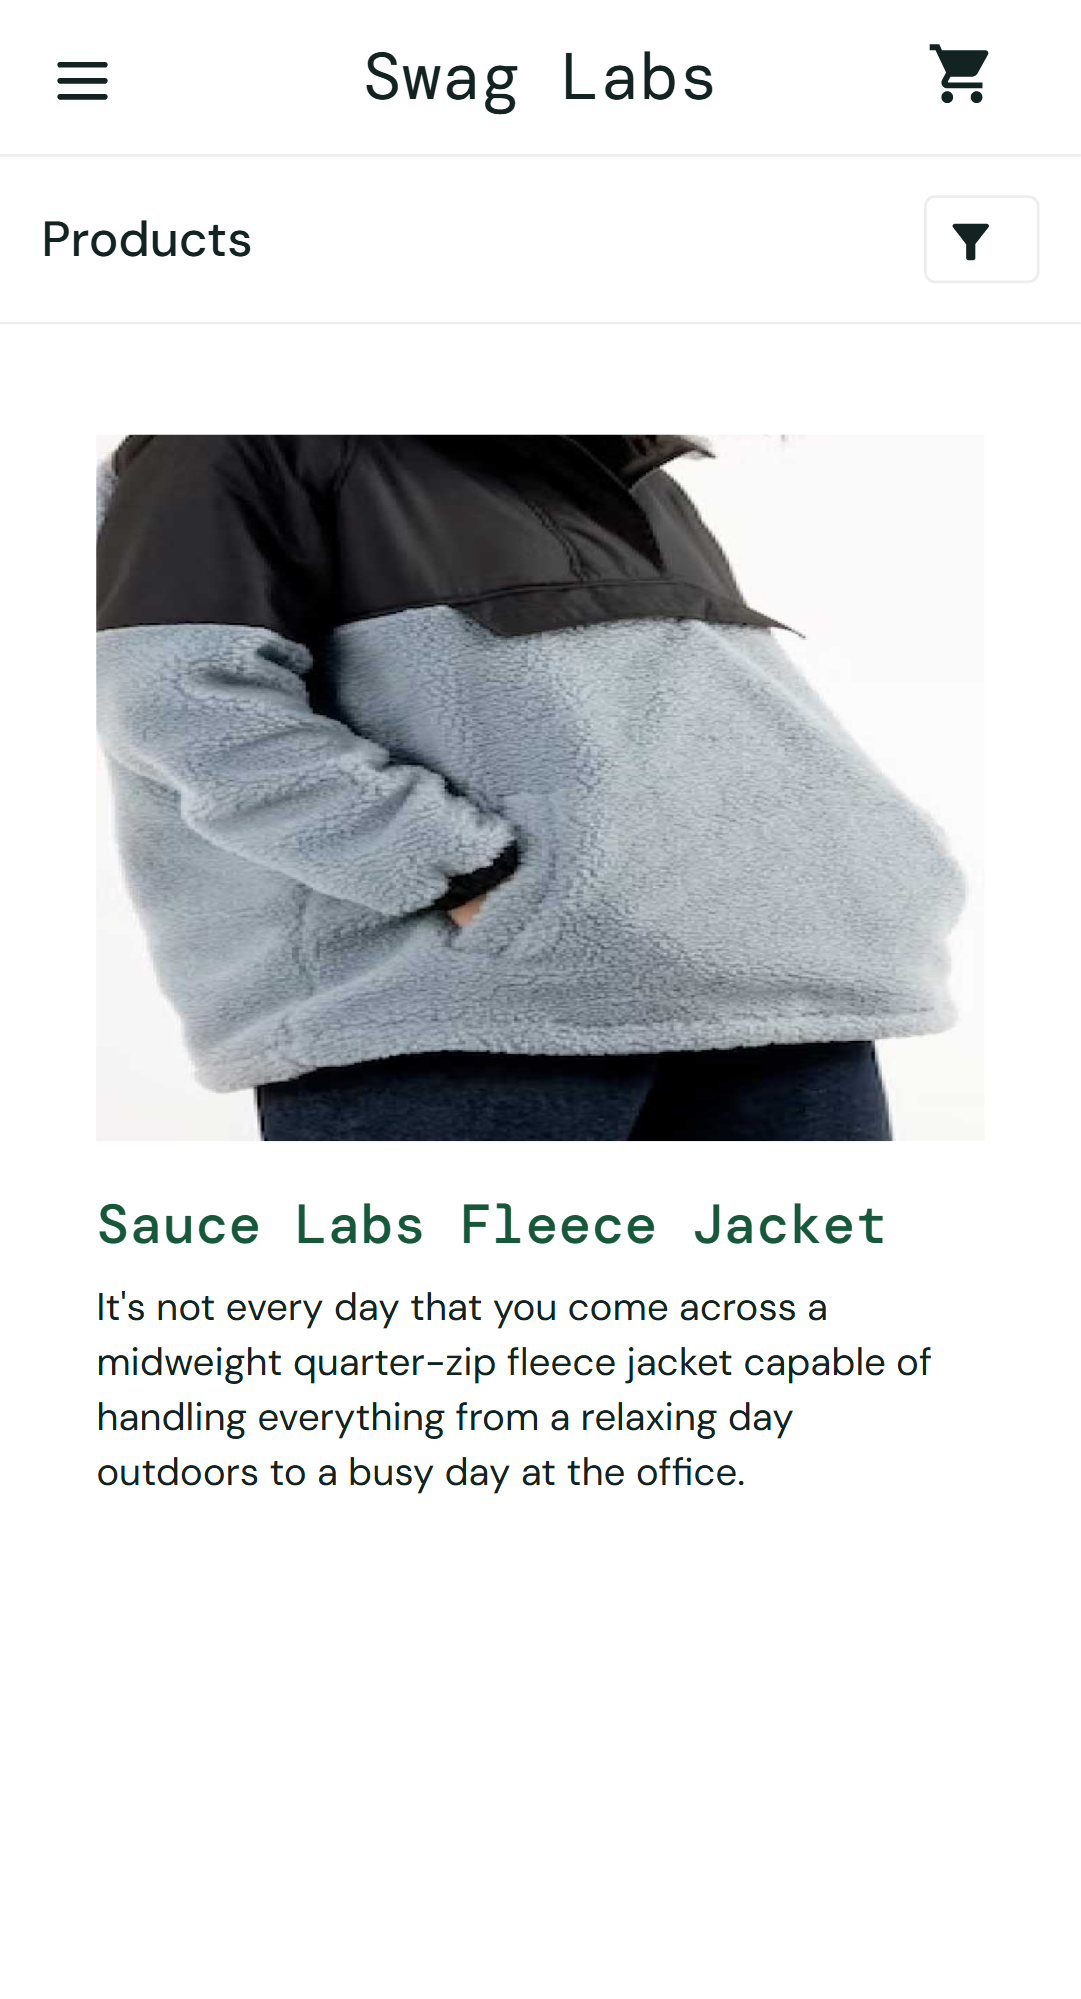 Swag Labs
Products
Sauce Labs Fleece Jacket
It's not every day that you come across a
midweight quarter-zip fleece jacket capable of
handling everything from a relaxing day
outdoors to a busy day at the office.